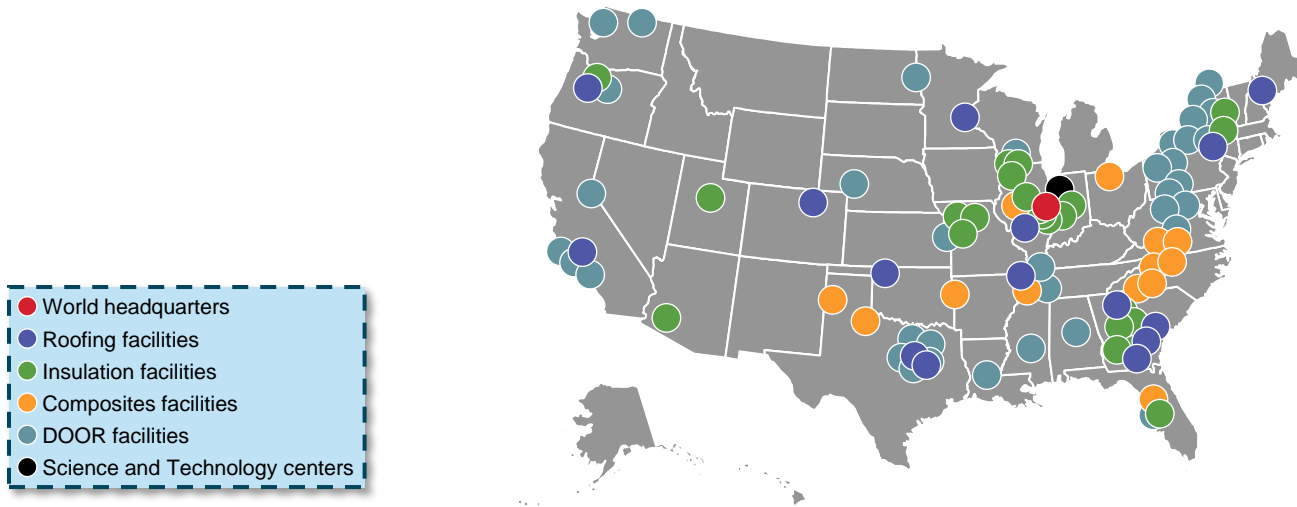 World headquarters
Roofing facilities
Insulation facilities
Composites facilities
DOOR facilities
Science and Technology centers